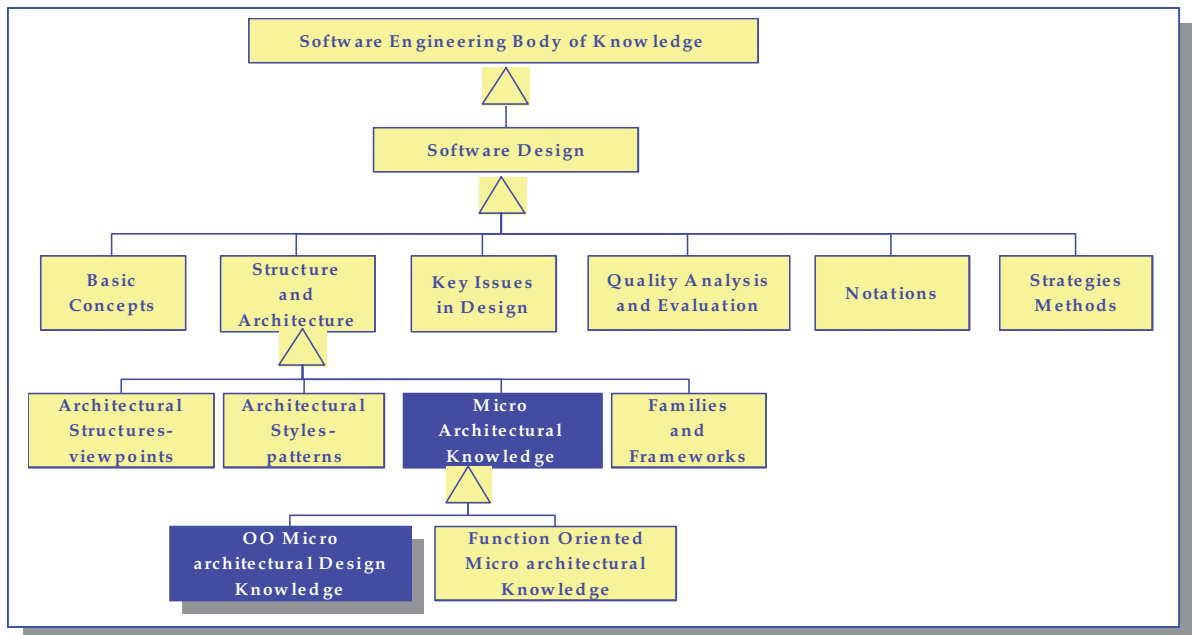 Software Engineering Body of Knowledge
Software Design
Basic
Concepts
Structure
and
Architecture
Key Issues
in Design
Quality Analysis
and Evaluation
Notations
Strategies
Methods
Architectural
Structures-
viewpoints
Architectural
Styles-
patterns
Micro
Architectural
Knowledge
Families
and
Frameworks
OO Micro
architectural Design
Knowledge
Function Oriented
Micro architectural
Knowledge